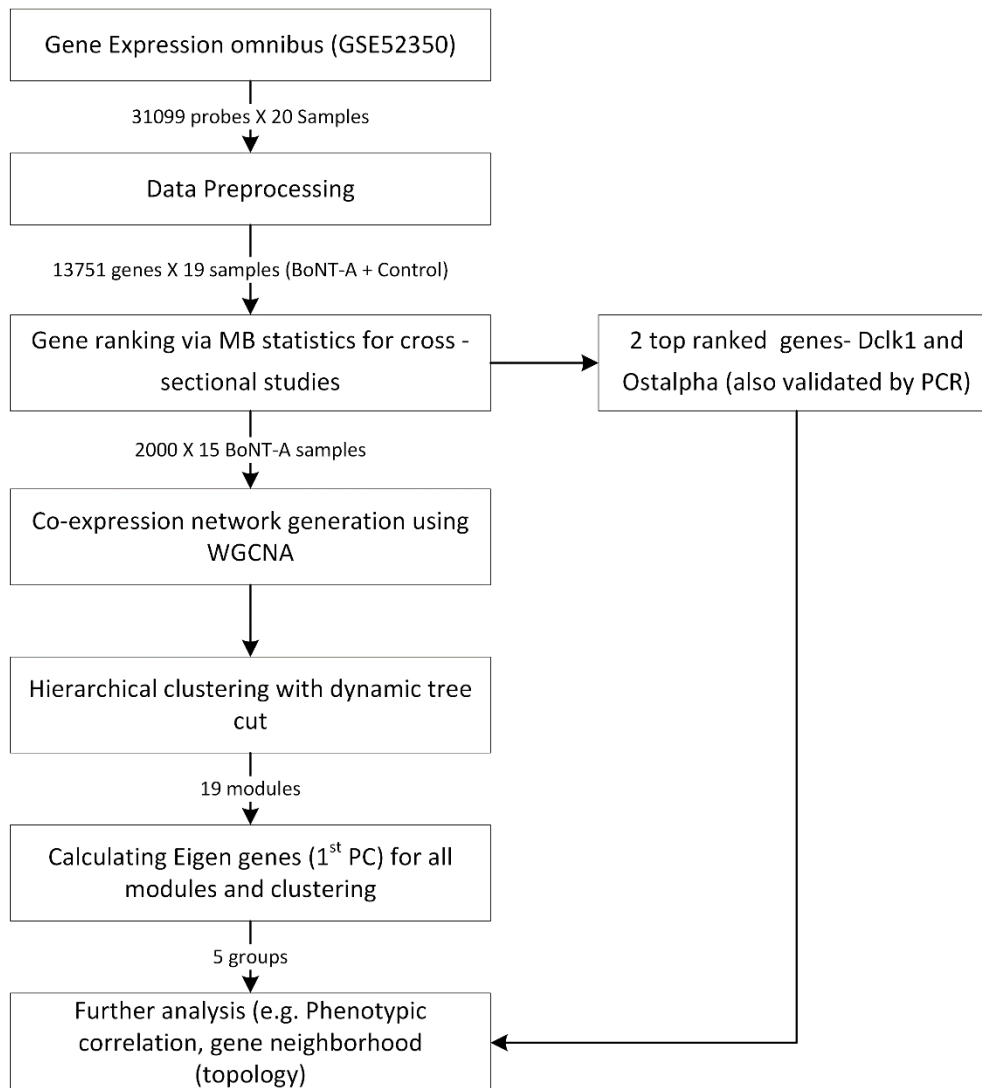 Gene Expression omnibus (GSE52350)
31099 probes X 20 Samples
Data Preprocessing
13751 genes X 19 samples (BoNT-A + Control)
Gene ranking via MB statistics for cross -
sectional studies
2 top ranked genes- Dclk1 and
Ostalpha (also validated by PCR)
2000 X 15 BoNT-A samples
Co-expression network generation using
WGCNA
Hierarchical clustering with dynamic tree
cut
19 modules
Calculating Eigen genes (1st PC) for all
modules and clustering
5 groups
Further analysis (e.g. Phenotypic
correlation, gene neighborhood
(topology)